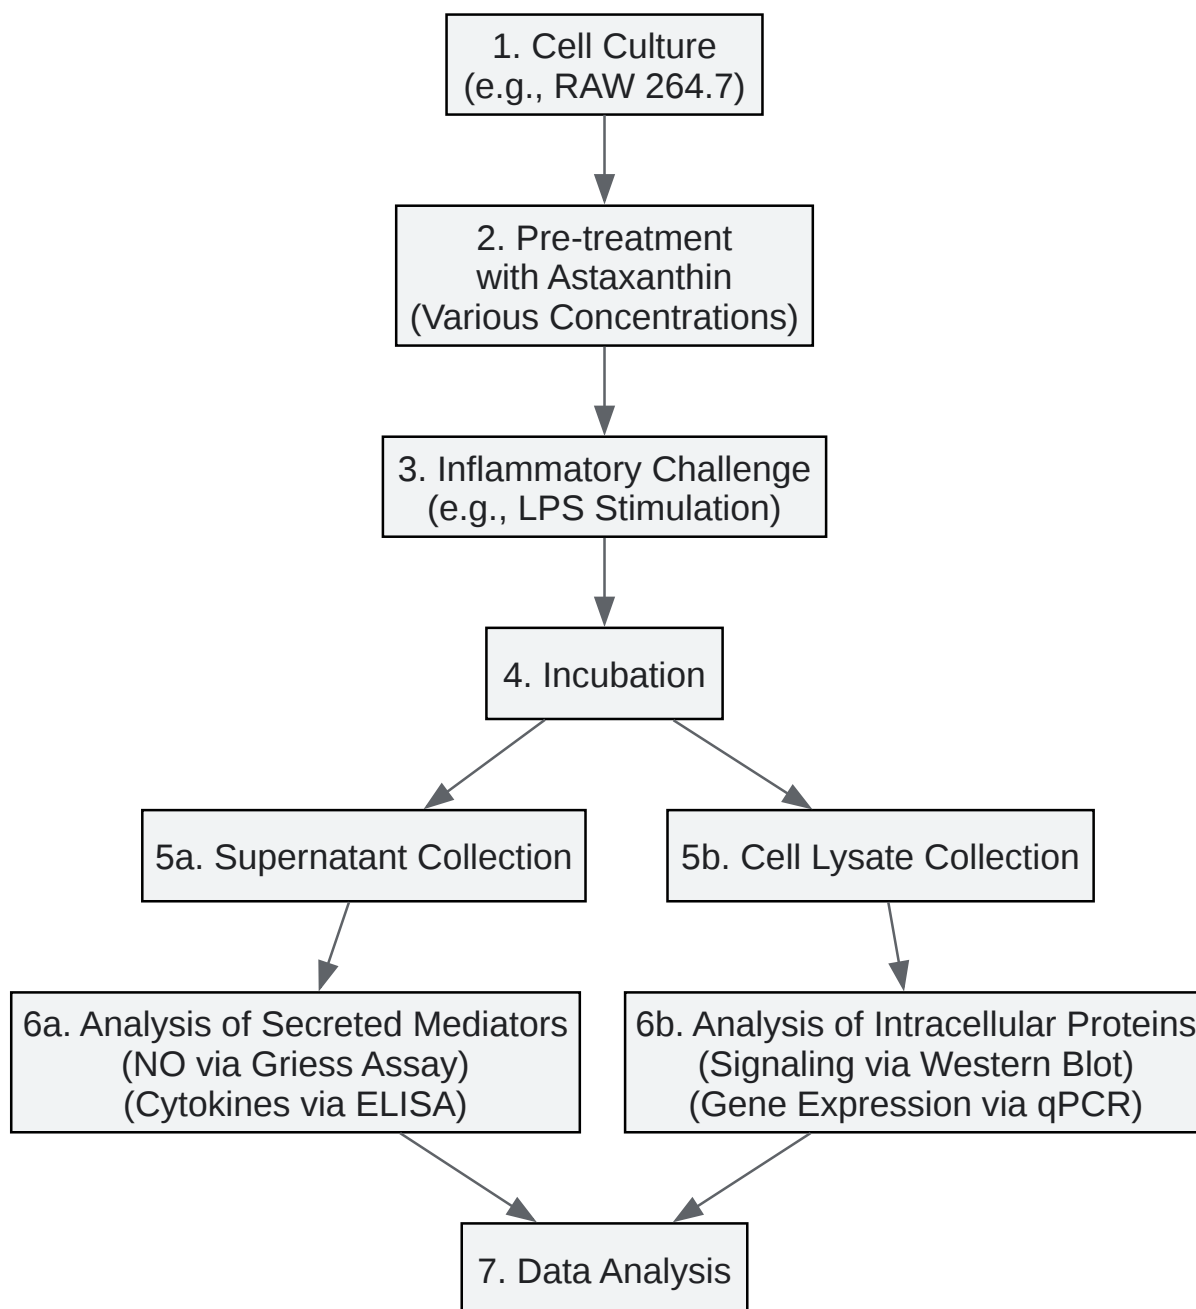 1. Cell Culture
(e.g., RAW 264.7)
2. Pre-treatment
with Astaxanthin
(Various Concentrations)
3. Inflammatory Challenge
(e.g., LPS Stimulation)
4. Incubation
5a. Supernatant Collection
5b. Cell Lysate Collection
6a. Analysis of Secreted Mediators
(NO via Griess Assay)
(Cytokines via ELISA)
6b. Analysis of Intracellular Proteins
(Signaling via Western Blot)
(Gene Expression via qPCR)
7. Data Analysis